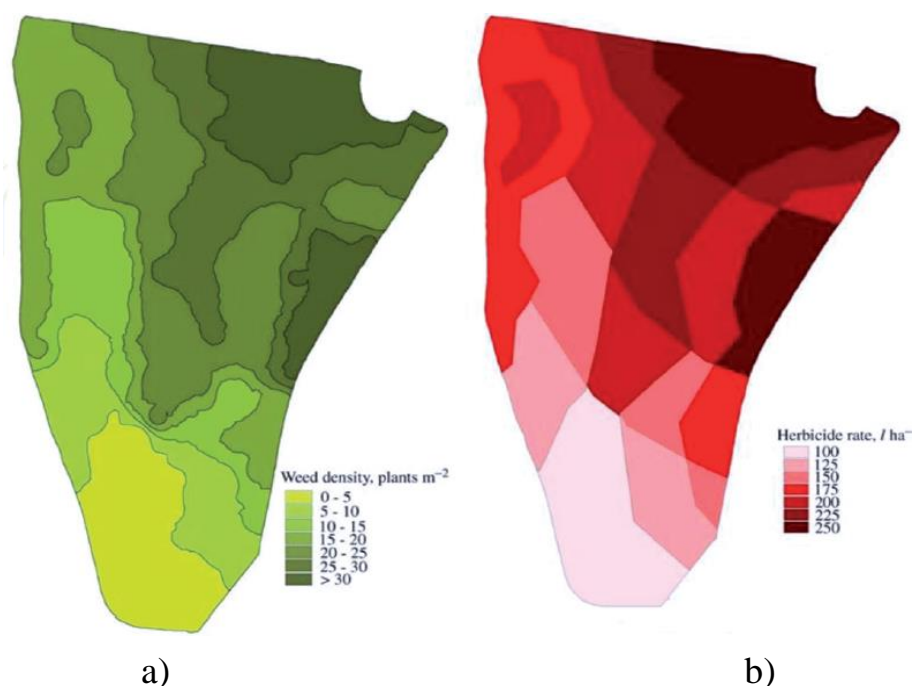 Weed density, plants m⁻²
0 - 5
5 - 10
10 - 15
15 - 20
20 - 25
25 - 30
> 30
Herbicide rate, l ha⁻
100
125
150
175
200
225
250
a)
b)